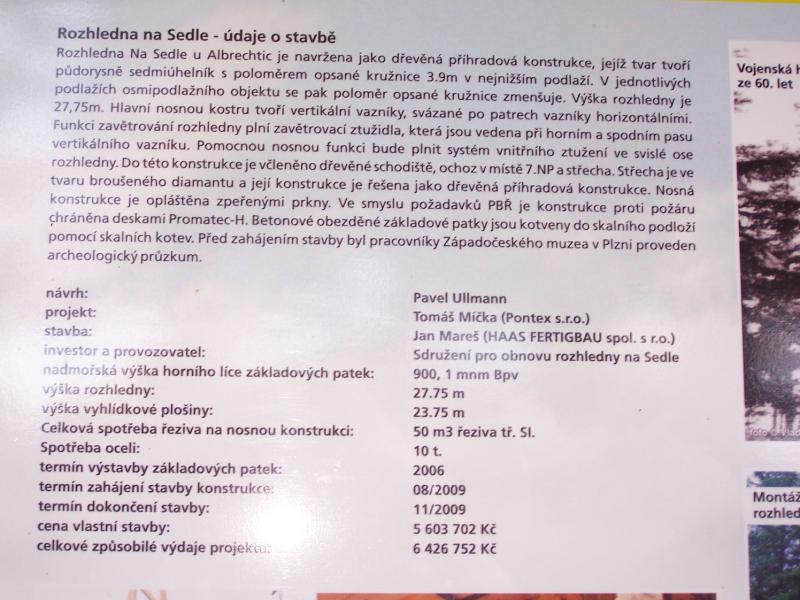 Rozhledna na Sedle - údaje o stavbě
Rozhledna Na Sedle u Albrechtic je navržena jako dřevěná příhradová konstrukce, jejíž tvar tvoří
půdorysně sedmiúhelník s poloměrem opsané kružnice 3.9m v nejnižším podlaží. V jednotlivých
podlažích osmipodlažního objektu se pak poloměr opsané kružnice zmenšuje. Výška rozhledny je
27,75m. Hlavní nosnou kostru tvoří vertikální vazníky, svázané po patrech vazníky horizontálními.
Funkci zavětrování rozhledny plní zavětrovací ztužidla, která jsou vedena při horním a spodním pasu
vertikálního vazníku. Pomocnou nosnou funkci bude plnit systém vnitřního ztužení ve svislé ose
rozhledny. Do této konstrukce je včleněno dřevěné schodiště, ochoz v místě 7.NP a střecha. Střecha je ve
tvaru broušeného diamantu a její konstrukce je řešena jako dřevěná příhradová konstrukce. Nosná
konstrukce je opláštěna zpeřenými prkny. Ve smyslu požadavků PBŘ je konstrukce proti požáru
chráněna deskami Promatec-H. Betonové obezděné základové patky jsou kotveny do skalního podloží
pomocí skalních kotev. Před zahájením stavby byl pracovníky Západočeského muzea v Plzni proveden
archeologický průzkum.
návrh: Pavel Ullmann
projekt: Tomáš Míčka (Pontex s.r.o.)
stavba: Jan Mareš (HAAS FERTIGBAU spol. s r.o.)
investor a provozovatel: Sdružení pro obnovu rozhledny na Sedle
nadmořská výška horního líce základových patek: 900, 1 mnm Bpv
výška rozhledny: 27.75 m
výška vyhlídkové plošiny: 23.75 m
Celková spotřeba řeziva na nosnou konstrukci: 50 m3 řeziva tř. SI.
Spotřeba oceli: 10 t.
termín výstavby základových patek: 2006
termín zahájení stavby konstrukce: 08/2009
termín dokončení stavby: 11/2009
cena vlastní stavby: 5 603 702 Kč
celkové způsobilé výdaje projektu: 6 426 752 Kč
Vojenská
ze 60. let
foto ©
Montáž
rozhled